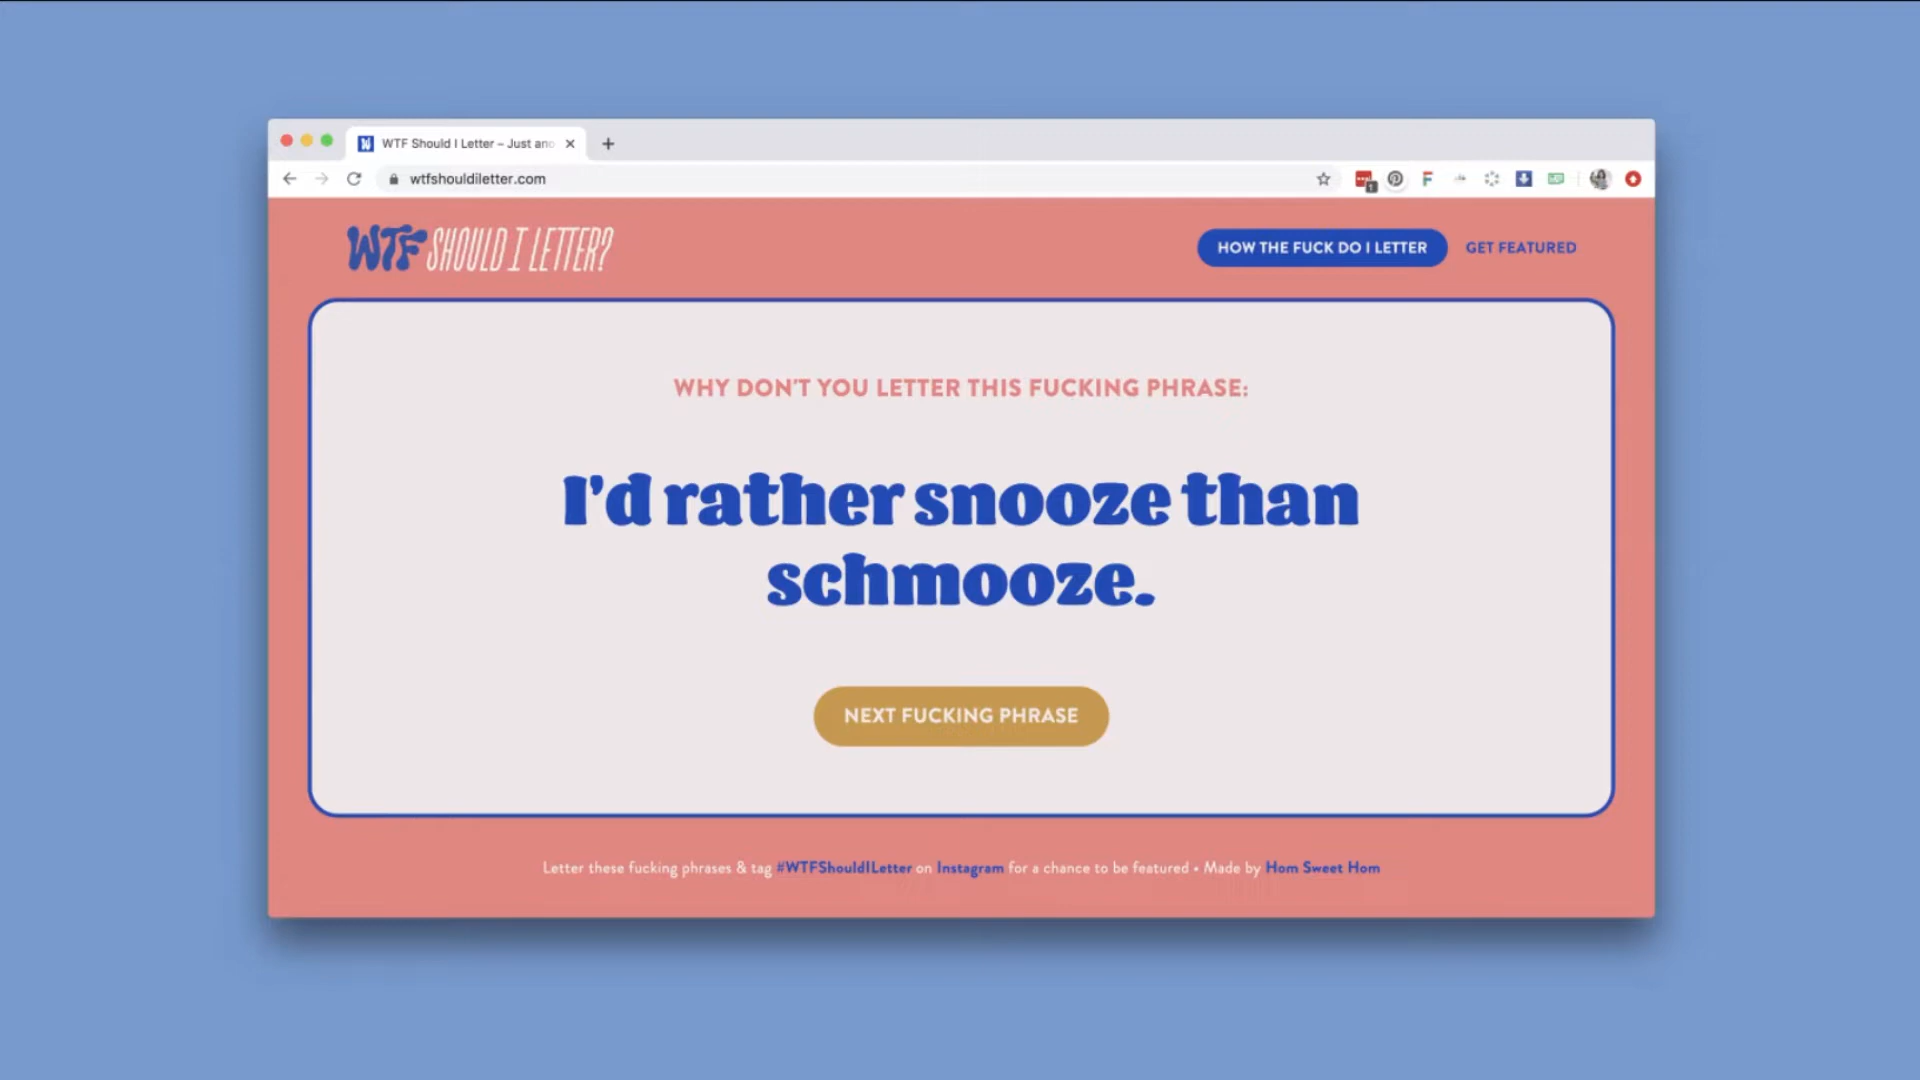 WTF Should I Letter – Just an
wtfshouldiletter.com
WTF SHOULD I LETTER?
HOW THE FUCK DO I LETTER
GET FEATURED
WHY DON'T YOU LETTER THIS FUCKING PHRASE:
I'd rather snooze than
schmooze.
NEXT FUCKING PHRASE
Letter these fucking phrases & tag #WTFShouldILetter on Instagram for a chance to be featured • Made by Hom Sweet Hom